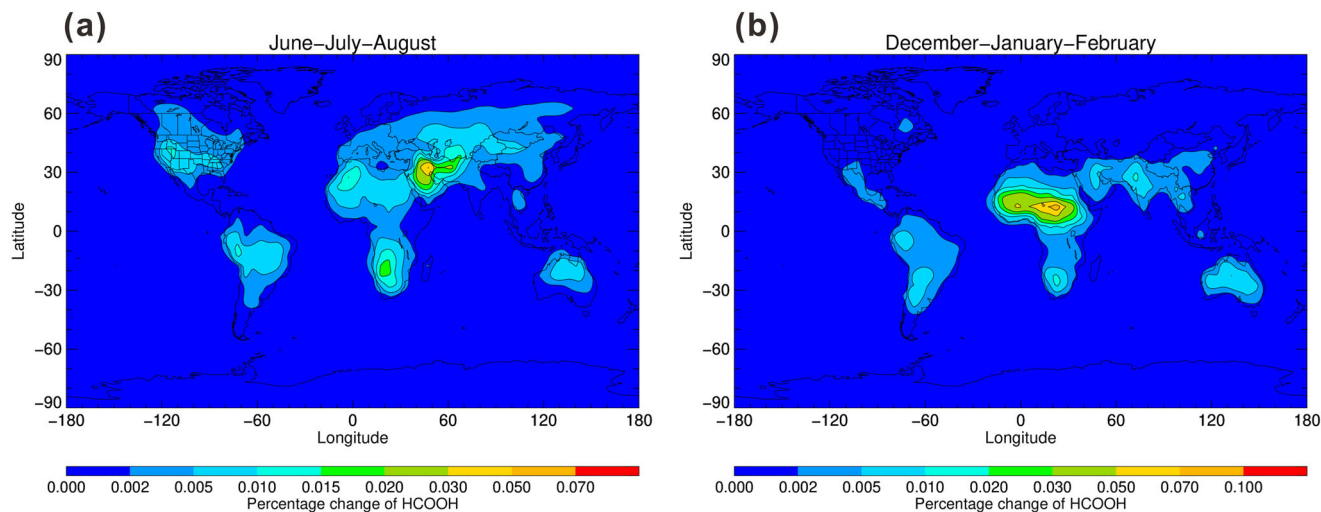 (a)
June−July−August
90
60
30
0
−30
−60
−90
Latitude
−180 −120 −60 0 60 120 180
Longitude
0.000 0.002 0.005 0.010 0.015 0.020 0.030 0.050 0.070
Percentage change of HCOOH
(b)
December−January−February
90
60
30
0
−30
−60
−90
Latitude
−180 −120 −60 0 60 120 180
Longitude
0.000 0.002 0.005 0.010 0.020 0.030 0.050 0.070 0.100
Percentage change of HCOOH